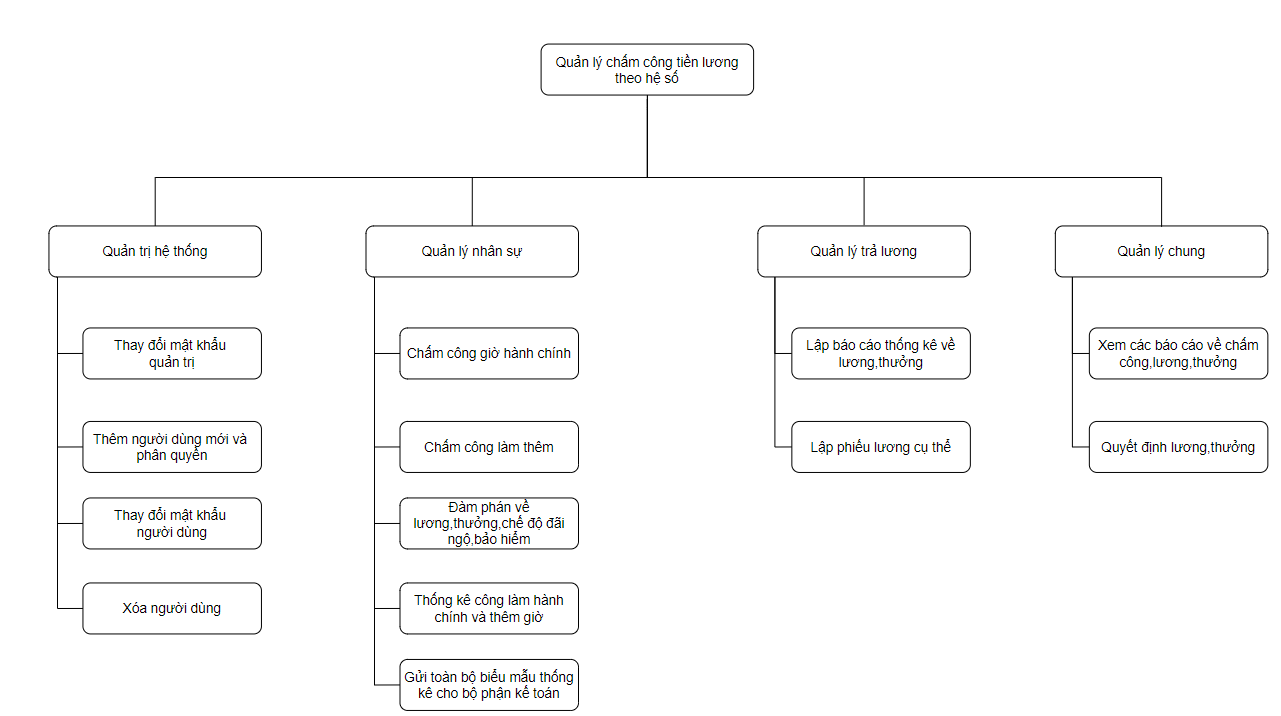 Quản lý chấm công tiền lương
theo hệ số
Quản trị hệ thống
Thay đổi mật khẩu
quản trị
Thêm người dùng mới và
phân quyền
Thay đổi mật khẩu
người dùng
Xóa người dùng
Quản lý nhân sự
Chấm công giờ hành chính
Chấm công làm thêm
Đàm phán về
lương,thưởng,chế độ đãi
ngộ,bảo hiểm
Thống kê công làm hành
chính và thêm giờ
Gửi toàn bộ biểu mẫu thống
kê cho bộ phận kế toán
Quản lý trả lương
Lập báo cáo thống kê về
lương,thưởng
Lập phiếu lương cụ thể
Quản lý chung
Xem các báo cáo về chấm
công,lương,thưởng
Quyết định lương,thưởng